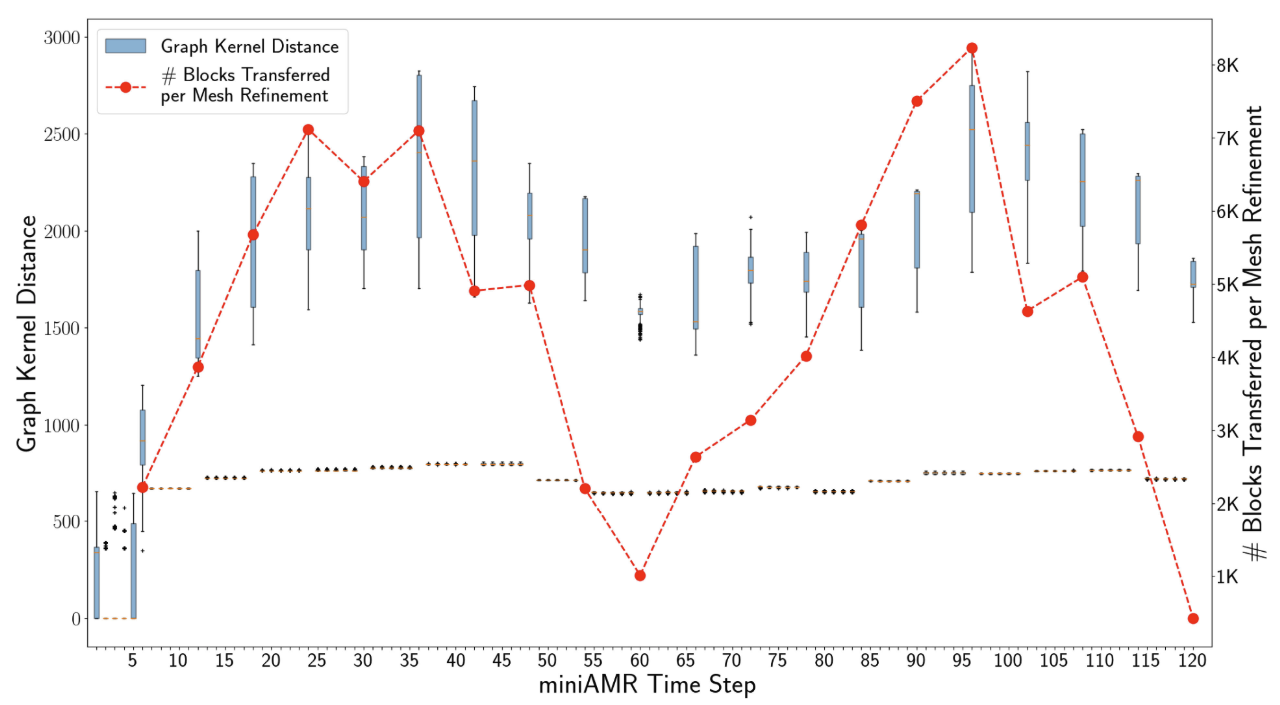 Graph Kernel Distance
# Blocks Transferred
per Mesh Refinement
3000
2500
2000
1500
1000
500
0
Graph Kernel Distance
8K
7K
6K
5K
4K
3K
2K
1K
# Blocks Transferred per Mesh Refinement
5 10 15 20 25 30 35 40 45 50 55 60 65 70 75 80 85 90 95 100 105 110 115 120
miniAMR Time Step